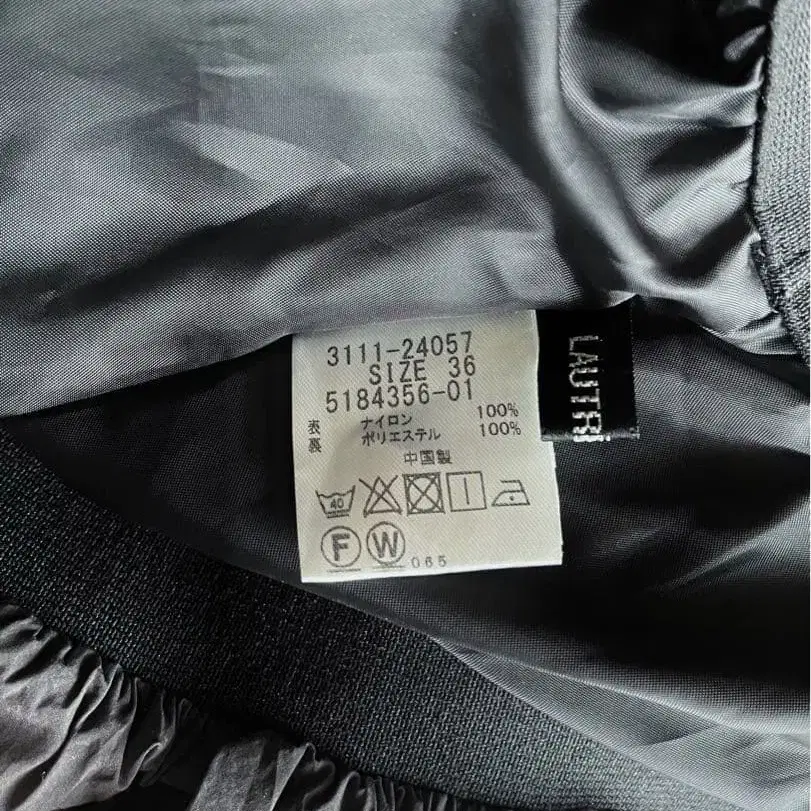 3111-24057
SIZE 36
5184356-01
表 ナイロン 100%
裏 ポリエステル 100%
中国製
40
F W
065
LAUTRE